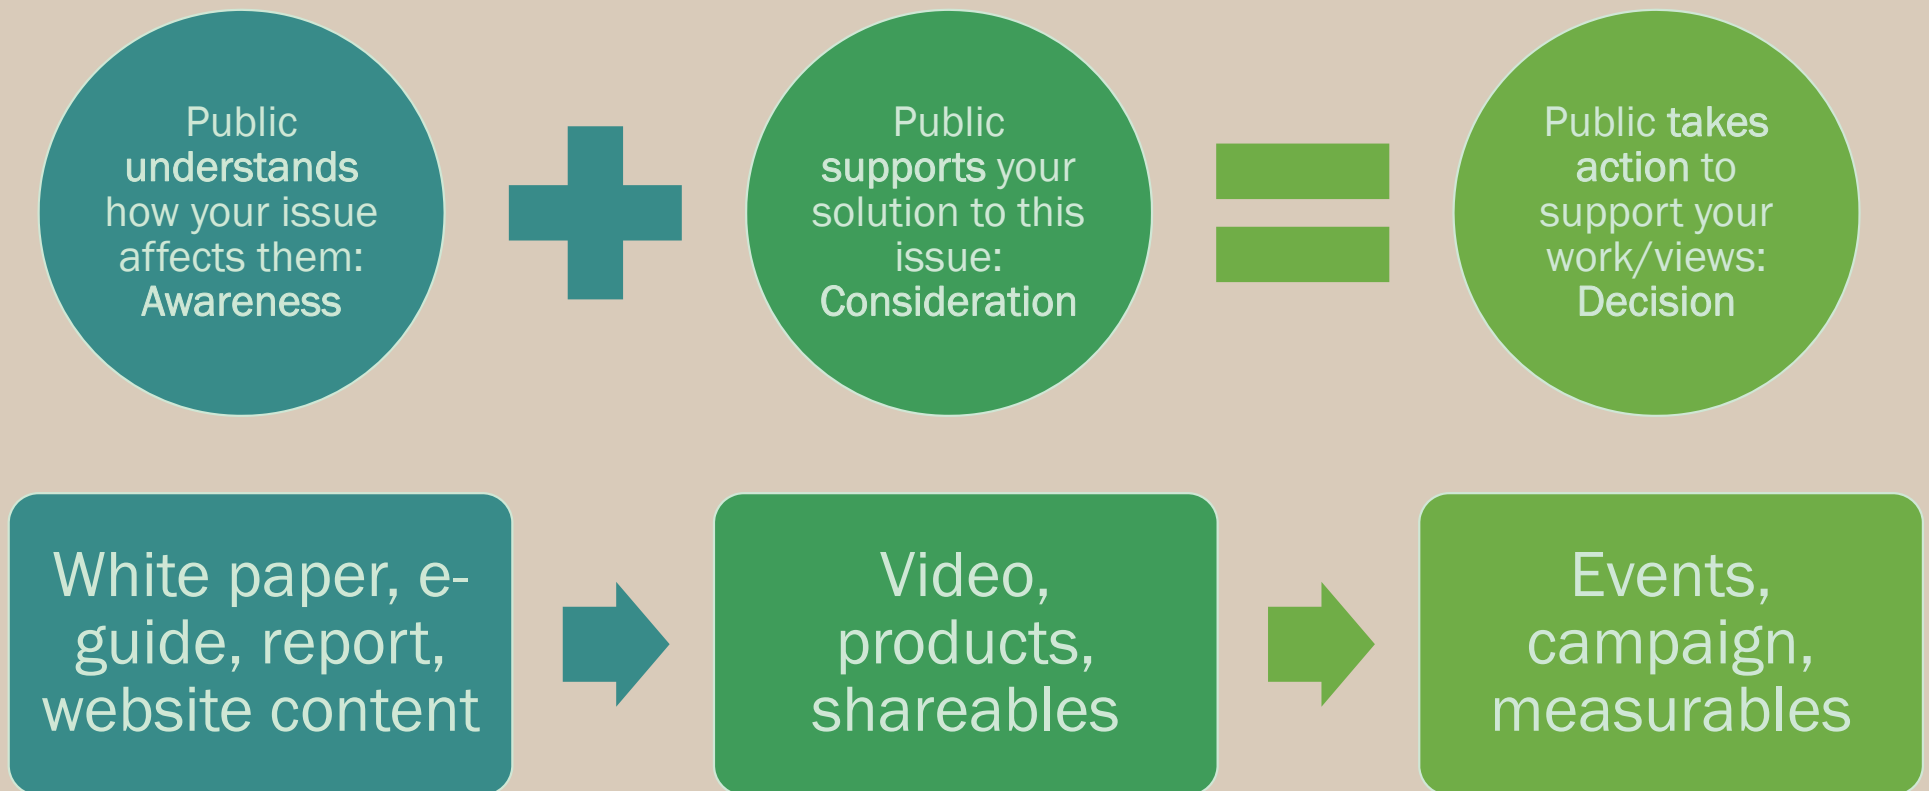 Public
understands
how your issue
affects them:
Awareness
Public
supports your
solution to this
issue:
Consideration
Public takes
action to
support your
work/views:
Decision
White paper, e-
guide, report,
website content
Video,
products,
shareables
Events,
campaign,
measurables